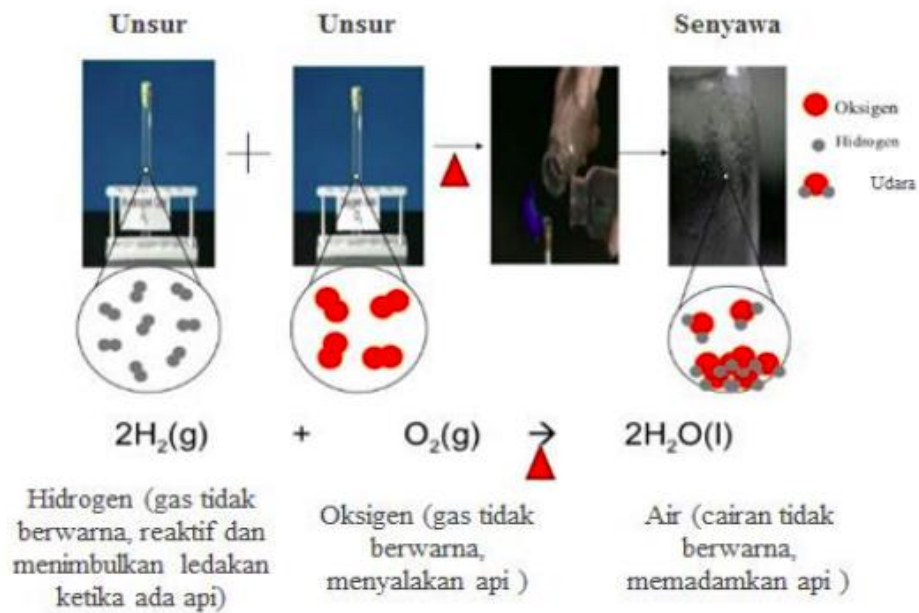 Unsur
Unsur
Senyawa
Oksigen
Hidrogen
Udara
+
2H₂(g) + O₂(g) → 2H₂O(l)
Hidrogen (gas tidak
berwarna, reaktif dan
menimbulkan ledakan
ketika ada api)
Oksigen (gas tidak
berwarna,
menyalakan api )
Air (cairan tidak
berwarna,
memadamkan api )